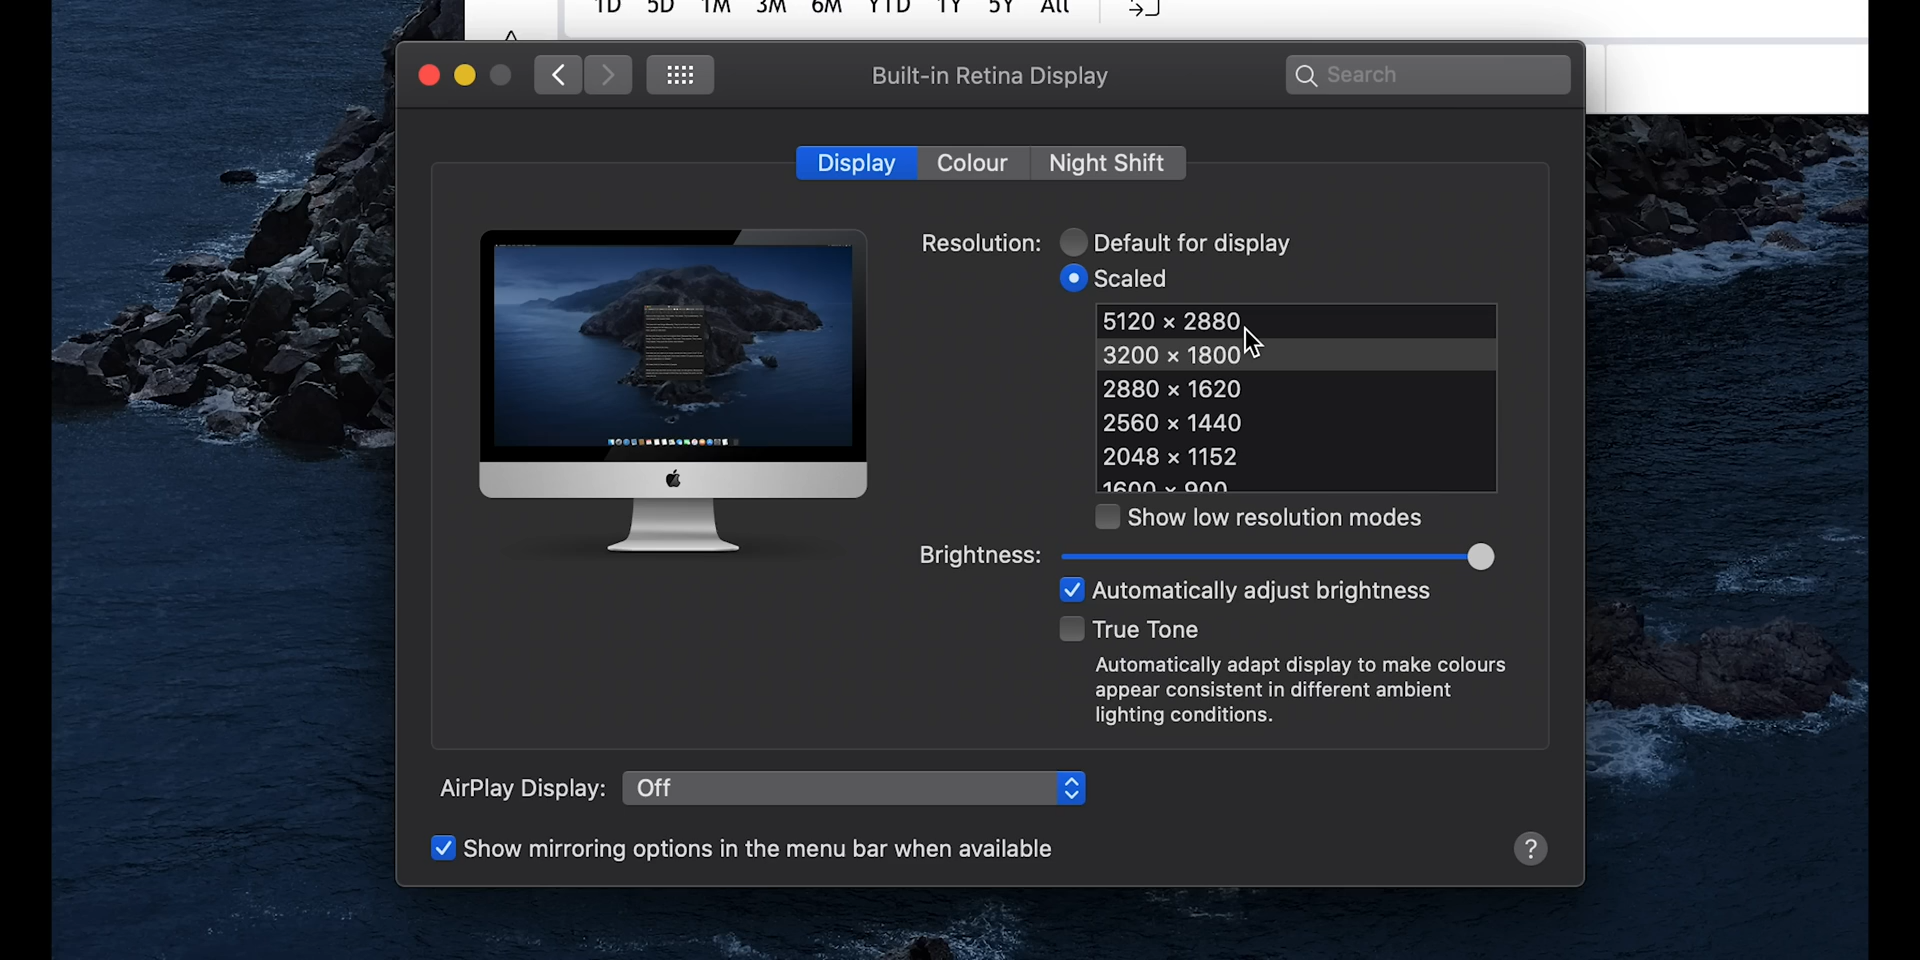 1D 5D 1M 3M 6M YTD 1Y 5Y All
Built-in Retina Display
Search
Display Colour Night Shift
Resolution: Default for display
Scaled
5120 × 2880
3200 × 1800
2880 × 1620
2560 × 1440
2048 × 1152
1600 × 900
Show low resolution modes
Brightness:
Automatically adjust brightness
True Tone
Automatically adapt display to make colours
appear consistent in different ambient
lighting conditions.
AirPlay Display: Off
Show mirroring options in the menu bar when available
?